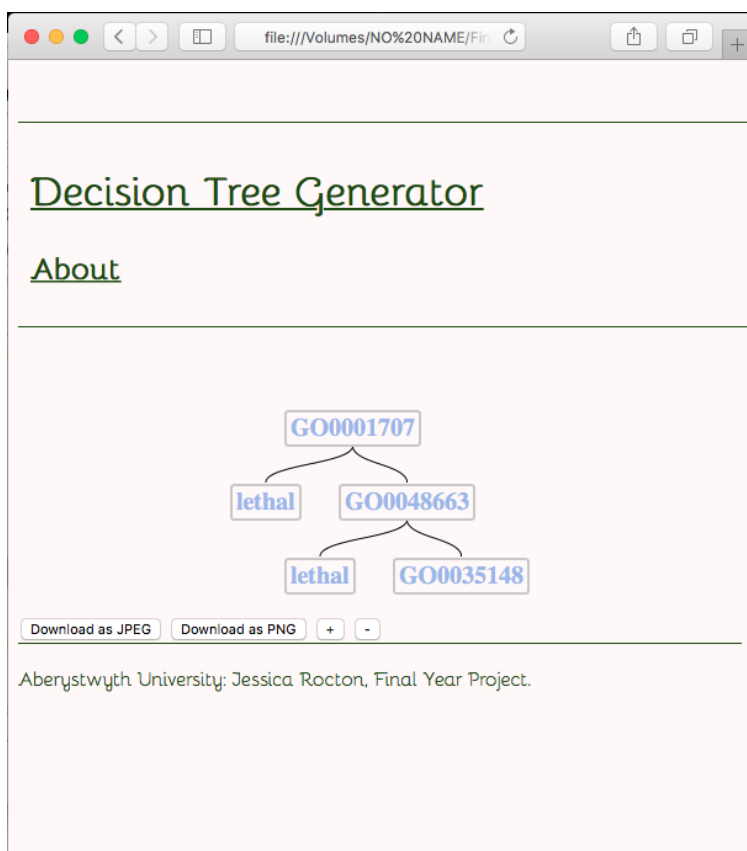 file:///Volumes/NO%20NAME/Fin
Decision Tree Generator
About
GO0001707
lethal GO0048663
lethal GO0035148
Download as JPEG Download as PNG + -
Aberystwyth University: Jessica Rocton, Final Year Project.